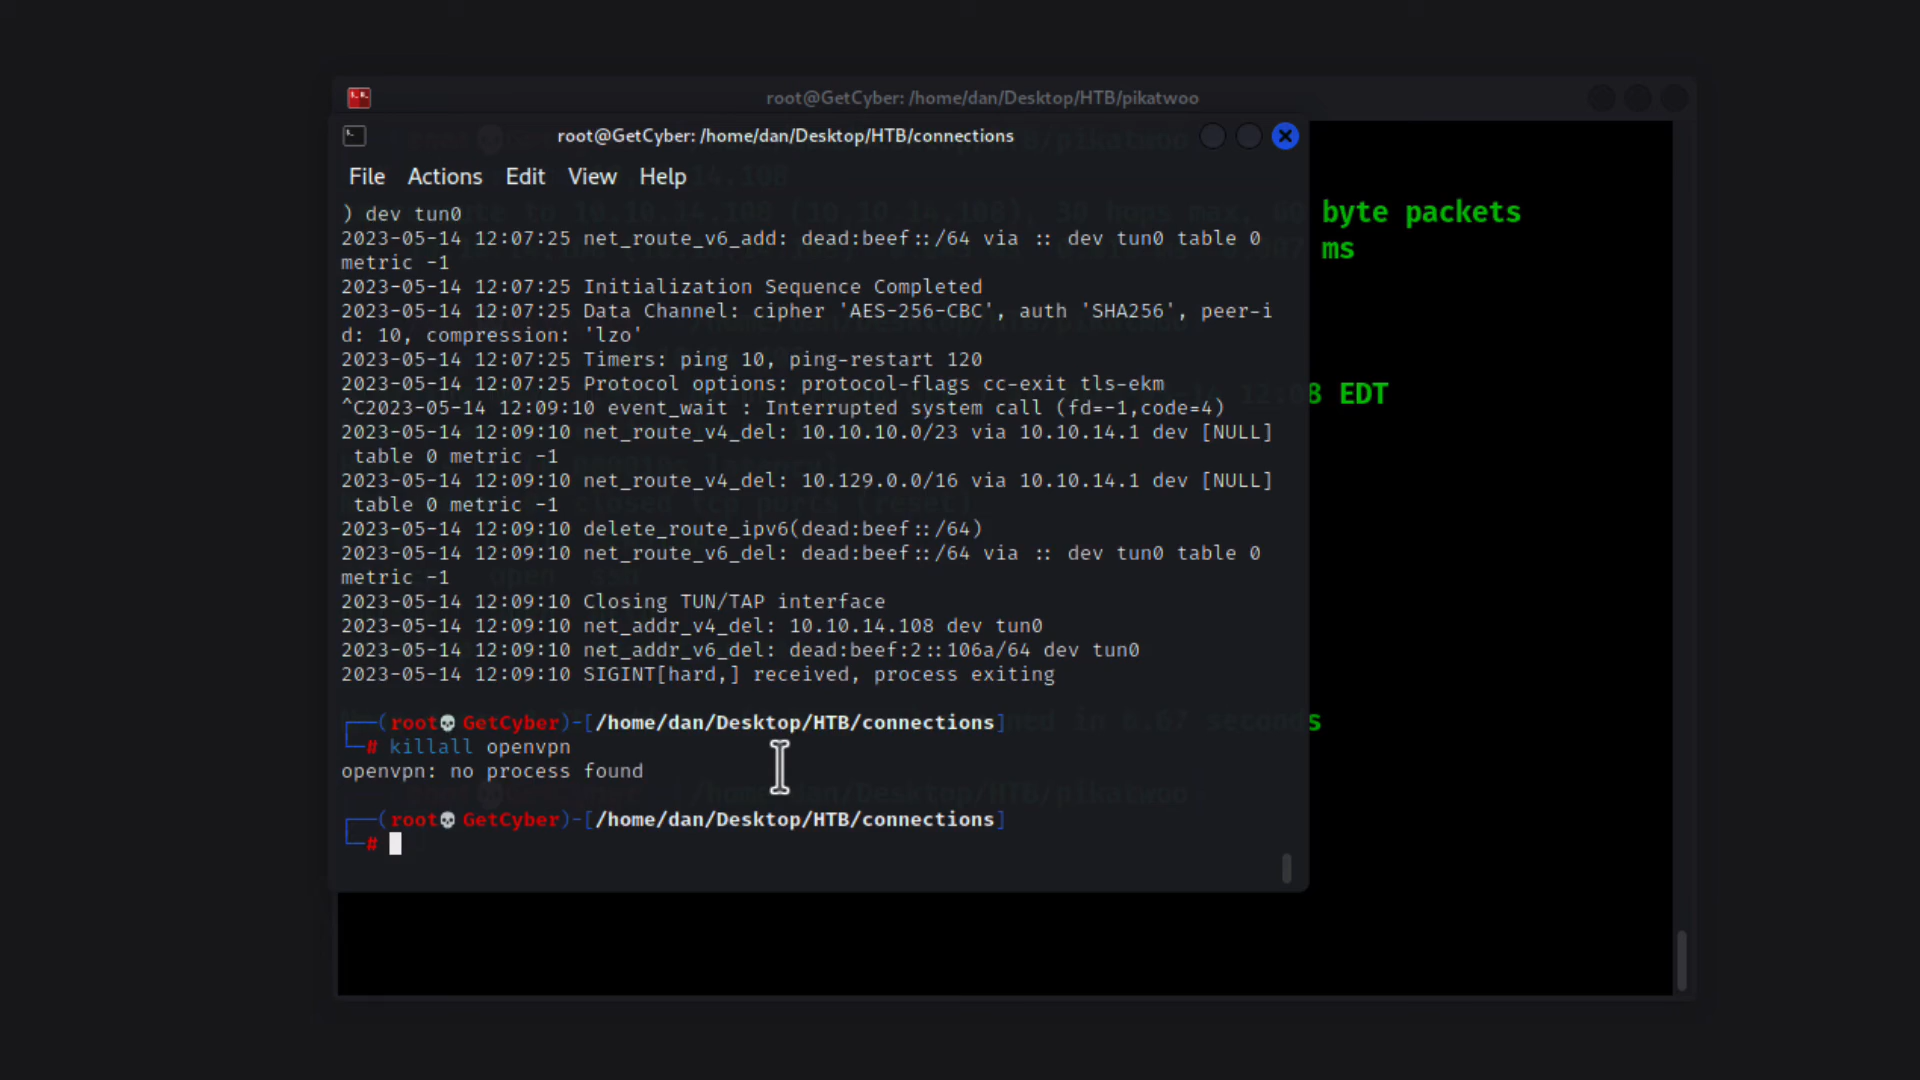 root@GetCyber: /home/dan/Desktop/HTB/pikatwoo
root@GetCyber: /home/dan/Desktop/HTB/connections
File Actions Edit View Help
) dev tun0
2023-05-14 12:07:25 net_route_v6_add: dead:beef::/64 via :: dev tun0 table 0
metric -1
2023-05-14 12:07:25 Initialization Sequence Completed
2023-05-14 12:07:25 Data Channel: cipher 'AES-256-CBC', auth 'SHA256', peer-i
d: 10, compression: 'lzo'
2023-05-14 12:07:25 Timers: ping 10, ping-restart 120
2023-05-14 12:07:25 Protocol options: protocol-flags cc-exit tls-ekm
^C2023-05-14 12:09:10 event_wait : Interrupted system call (fd=-1,code=4)
2023-05-14 12:09:10 net_route_v4_del: 10.10.10.0/23 via 10.10.14.1 dev [NULL]
table 0 metric -1
2023-05-14 12:09:10 net_route_v4_del: 10.129.0.0/16 via 10.10.14.1 dev [NULL]
table 0 metric -1
2023-05-14 12:09:10 delete_route_ipv6(dead:beef::/64)
2023-05-14 12:09:10 net_route_v6_del: dead:beef::/64 via :: dev tun0 table 0
metric -1
2023-05-14 12:09:10 Closing TUN/TAP interface
2023-05-14 12:09:10 net_addr_v4_del: 10.10.14.108 dev tun0
2023-05-14 12:09:10 net_addr_v6_del: dead:beef:2::106a/64 dev tun0
2023-05-14 12:09:10 SIGINT[hard,] received, process exiting
(root💀GetCyber)-[/home/dan/Desktop/HTB/connections]
# killall openvpn
openvpn: no process found
(root💀GetCyber)-[/home/dan/Desktop/HTB/connections]
#
byte packets
ms
8 EDT
s